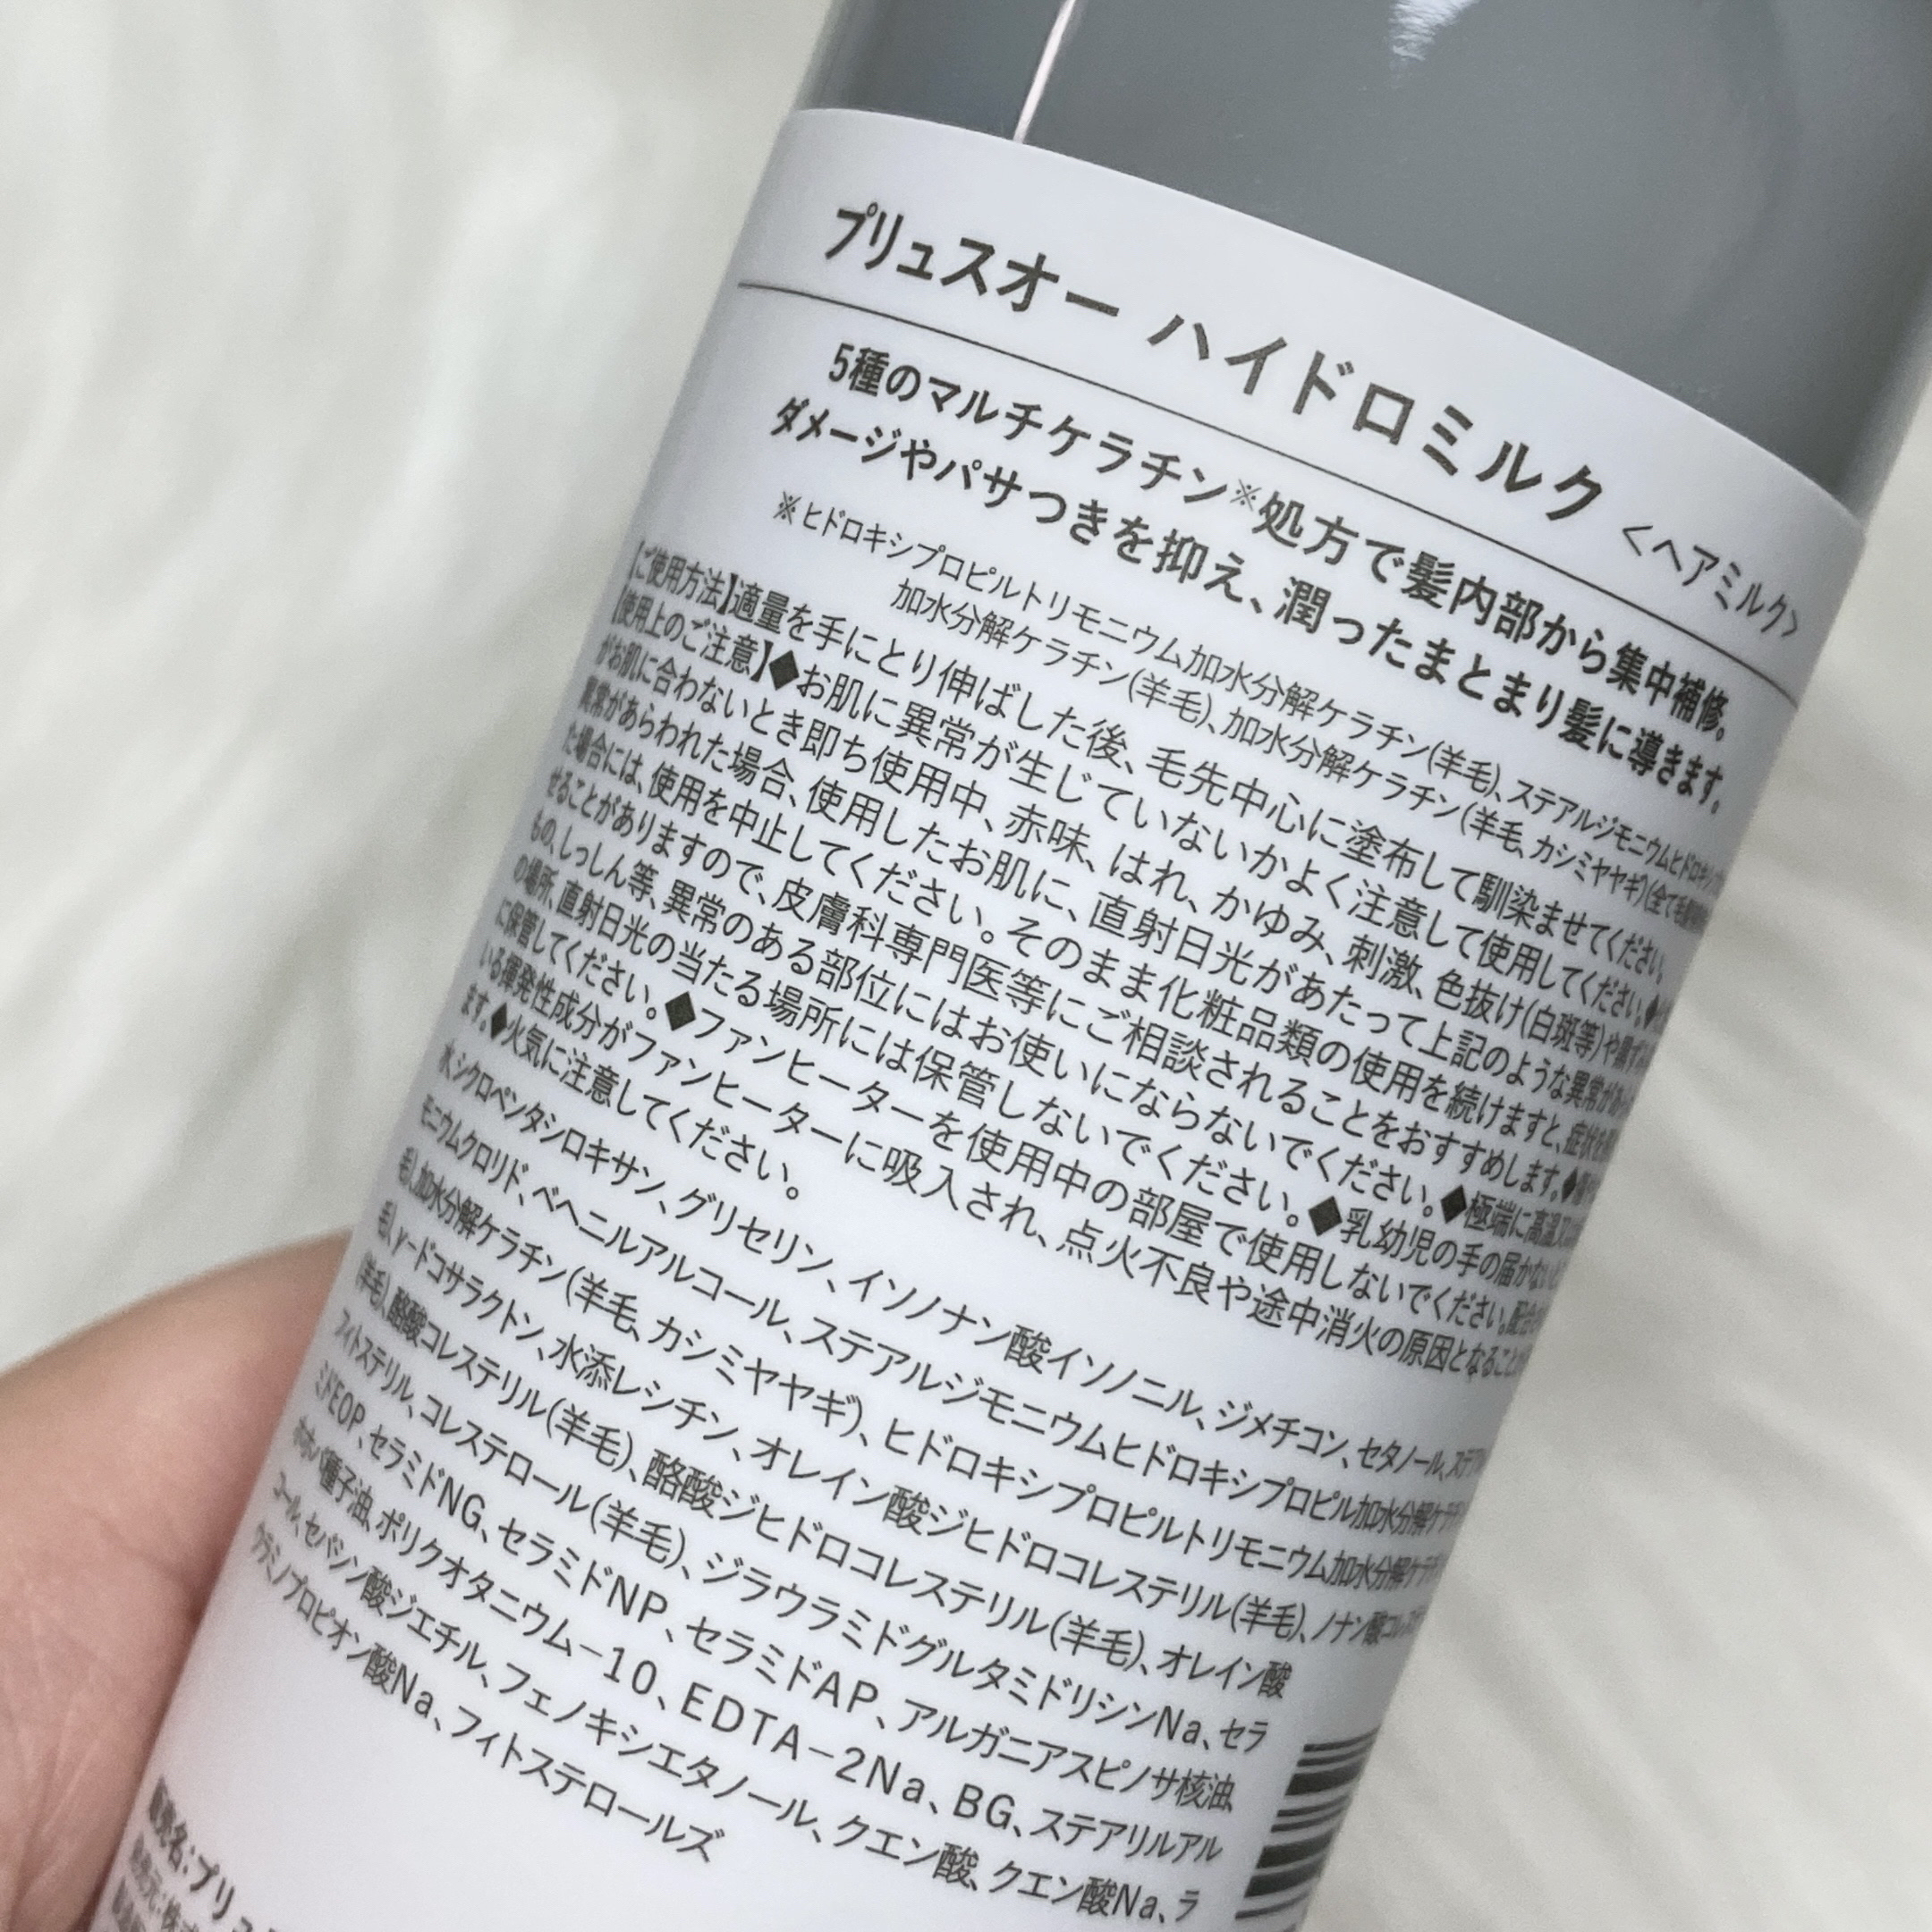 プリュスオー ハイドロミルク <ヘアミルク>
5種のマルチケラチン※処方で髪内部から集中補修。
ダメージやパサつきを抑え、潤ったまとまり髪に導きます。
※ヒドロキシプロピルトリモニウム加水分解ケラチン(羊毛)、ステアルジモニウムヒドロキシ
加水分解ケラチン(羊毛)、加水分解ケラチン(羊毛、カシミヤヤギ)(全て毛髪
【ご使用方法】適量を手にとり伸ばした後、毛先中心に塗布して馴染ませてください。
【使用上のご注意】◆お肌に異常が生じていないかよく注意して使用してください。◆
がお肌に合わないとき即ち使用中、赤味、はれ、かゆみ、刺激、色抜け(白斑等)や黒ず
異常があらわれた場合、使用したお肌に、直射日光があたって上記のような異常が
た場合には、使用を中止してください。そのまま化粧品類の使用を続けますと、症状を
せることがありますので、皮膚科専門医等にご相談されることをおすすめします。◆
もの、しっしん等、異常のある部位にはお使いにならないでください。◆極端に高温又は
の場所、直射日光の当たる場所には保管しないでください。◆乳幼児の手の届かない
に保管してください。◆ファンヒーターを使用中の部屋で使用しないでください。配合
いる揮発性成分がファンヒーターに吸入され、点火不良や途中消火の原因となること
ます。◆火気に注意してください。
水、シクロペンタシロキサン、グリセリン、イソノナン酸イソノニル、ジメチコン、セタノール、ステア
モニウムクロリド、ベヘニルアルコール、ステアルジモニウムヒドロキシプロピル加水分解ケラチン
毛)、加水分解ケラチン(羊毛、カシミヤヤギ)、ヒドロキシプロピルトリモニウム加水分解ケラチン
毛)、γ-ドコサラクトン、水添レシチン、オレイン酸ジヒドロコレステリル(羊毛)、ノナン酸コレステ
(羊毛)、酪酸コレステリル(羊毛)、酪酸ジヒドロコレステリル(羊毛)、オレイン酸
フィトステリル、コレステロール(羊毛)、ジラウラミドグルタミドリシンNa、セラ
ミドEOP、セラミドNG、セラミドNP、セラミドAP、アルガニアスピノサ核油、
ホホバ種子油、ポリクオタニウム-10、EDTA-2Na、BG、ステアリルアル
コール、セバシン酸ジエチル、フェノキシエタノール、クエン酸、クエン酸Na、ラ
ウラミノプロピオン酸Na、フィトステロールズ
販売名:プリュ
発売元:株式